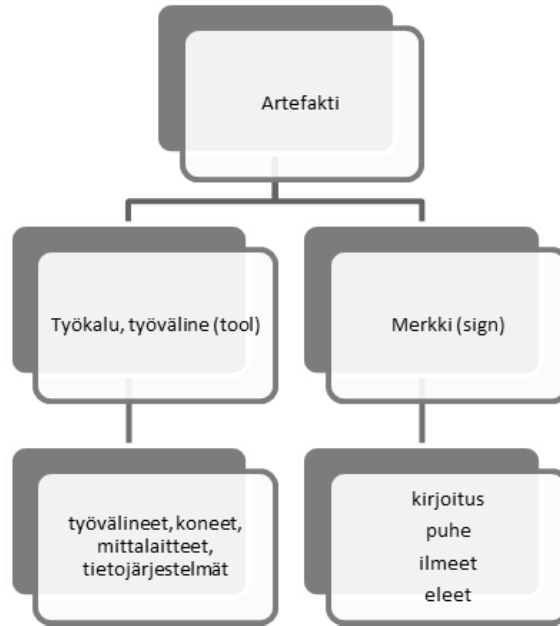 Artefakti
Työkalu, työväline (tool)
Merkki (sign)
työvälineet, koneet,
mittalaitteet,
tietojärjestelmät
kirjoitus
puhe
ilmeet
eleet